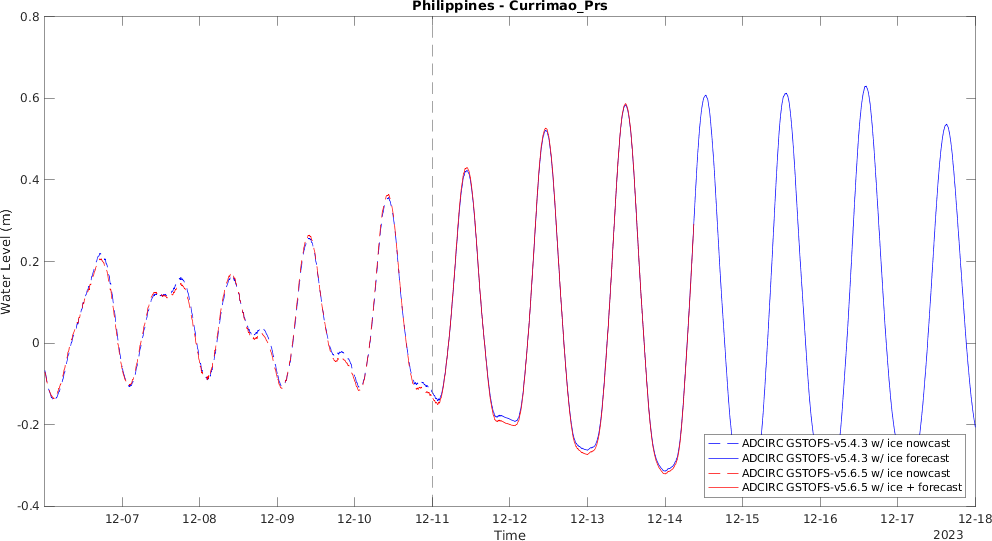 Philippines - Currimao_Prs
0.8
0.6
0.4
0.2
0
-0.2
-0.4
Water Level (m)
12-07 12-08 12-09 12-10 12-11 12-12 12-13 12-14 12-15 12-16 12-17 12-18
Time
2023
ADCIRC GSTOFS-v5.4.3 w/ ice nowcast
ADCIRC GSTOFS-v5.4.3 w/ ice forecast
ADCIRC GSTOFS-v5.6.5 w/ ice nowcast
ADCIRC GSTOFS-v5.6.5 w/ ice + forecast